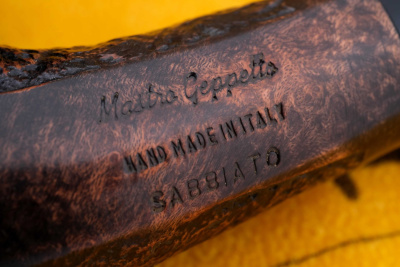 Mastro Geppetto
HAND MADE IN ITALY
SABBIATO